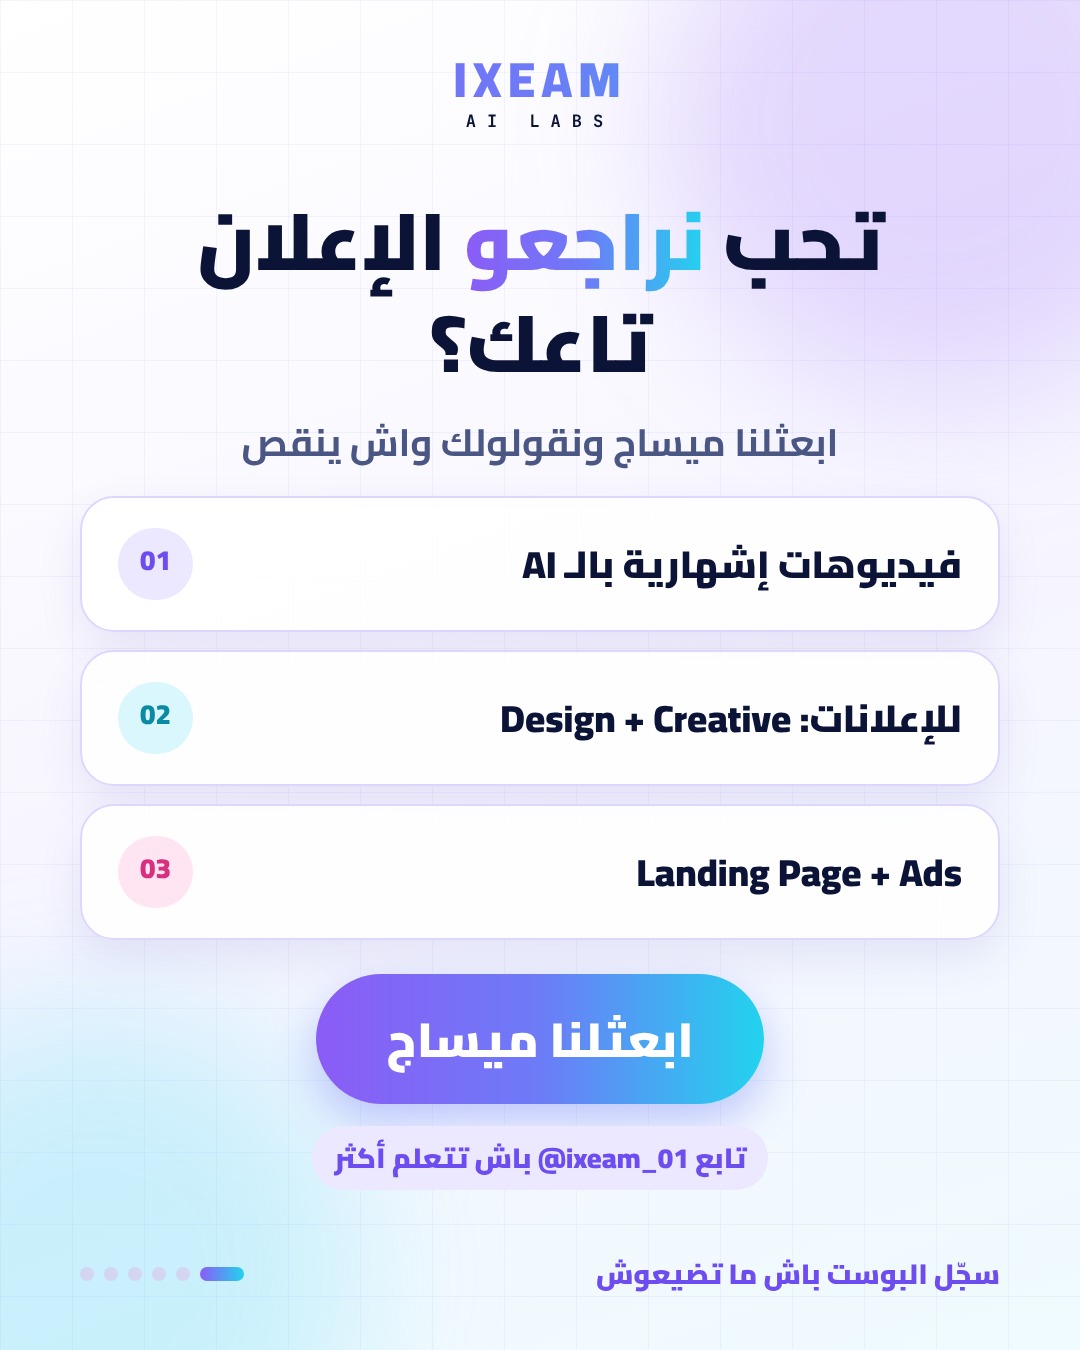 IXEAM
AI LABS
تحب نراجعو الإعلان
تاعك؟
ابعثلنا ميساج ونقولولك واش ينقص
فيديوهات إشهارية بالـ AI
01
للإعلانات: Design + Creative
02
Landing Page + Ads
03
ابعثلنا ميساج
تابع @ixeam_01 باش تتعلم أكثر
سجّل البوست باش ما تضيعوش